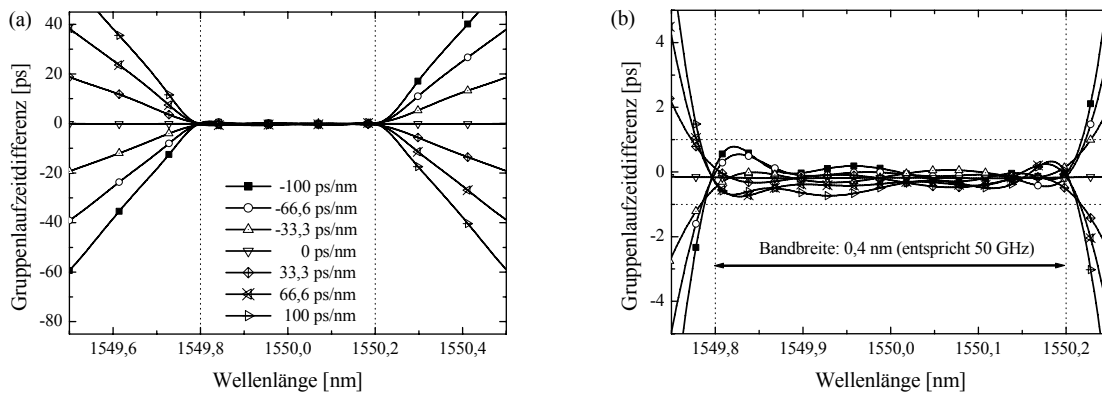 (a)
Gruppenlaufzeitdifferenz [ps]
40
20
0
-20
-40
-60
-80
-100 ps/nm
-66,6 ps/nm
-33,3 ps/nm
0 ps/nm
33,3 ps/nm
66,6 ps/nm
100 ps/nm
1549,6
1549,8
1550,0
1550,2
1550,4
Wellenlänge [nm]
(b)
Gruppenlaufzeitdifferenz [ps]
4
2
0
-2
-4
Bandbreite: 0,4 nm (entspricht 50 GHz)
1549,8
1549,9
1550,0
1550,1
1550,2
Wellenlänge [nm]